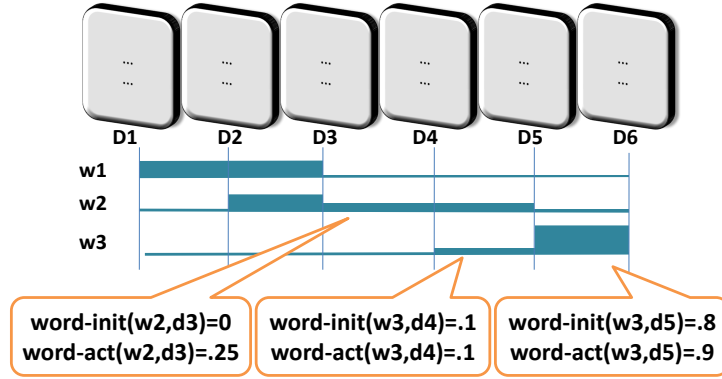 ... ... ... ... ... ...
... ... ... ... ... ...
D1 D2 D3 D4 D5 D6
w1
w2
w3
word-init(w2,d3)=0
word-act(w2,d3)=.25
word-init(w3,d4)=.1
word-act(w3,d4)=.1
word-init(w3,d5)=.8
word-act(w3,d5)=.9